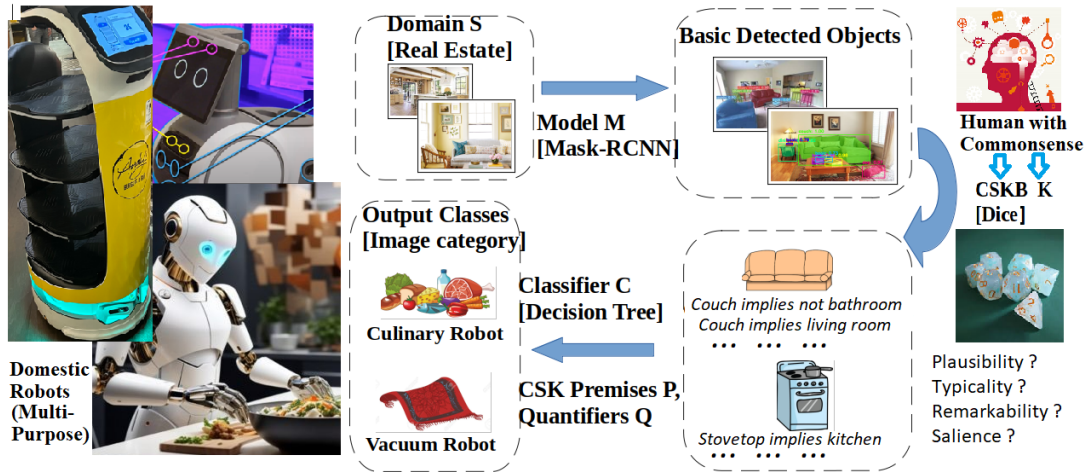 Domain S
[Real Estate]
Model M
[Mask-RCNN]
Basic Detected Objects
Human with
Commonsense
CSKB K
[Dice]
Plausibility ?
Typicality ?
Remarkability ?
Salience ?
Couch implies not bathroom
Couch implies living room
... ... ...
Stovetop implies kitchen
... ... ...
Classifier C
[Decision Tree]
CSK Premises P,
Quantifiers Q
Output Classes
[Image category]
Culinary Robot
Vacuum Robot
Domestic
Robots
(Multi-
Purpose)